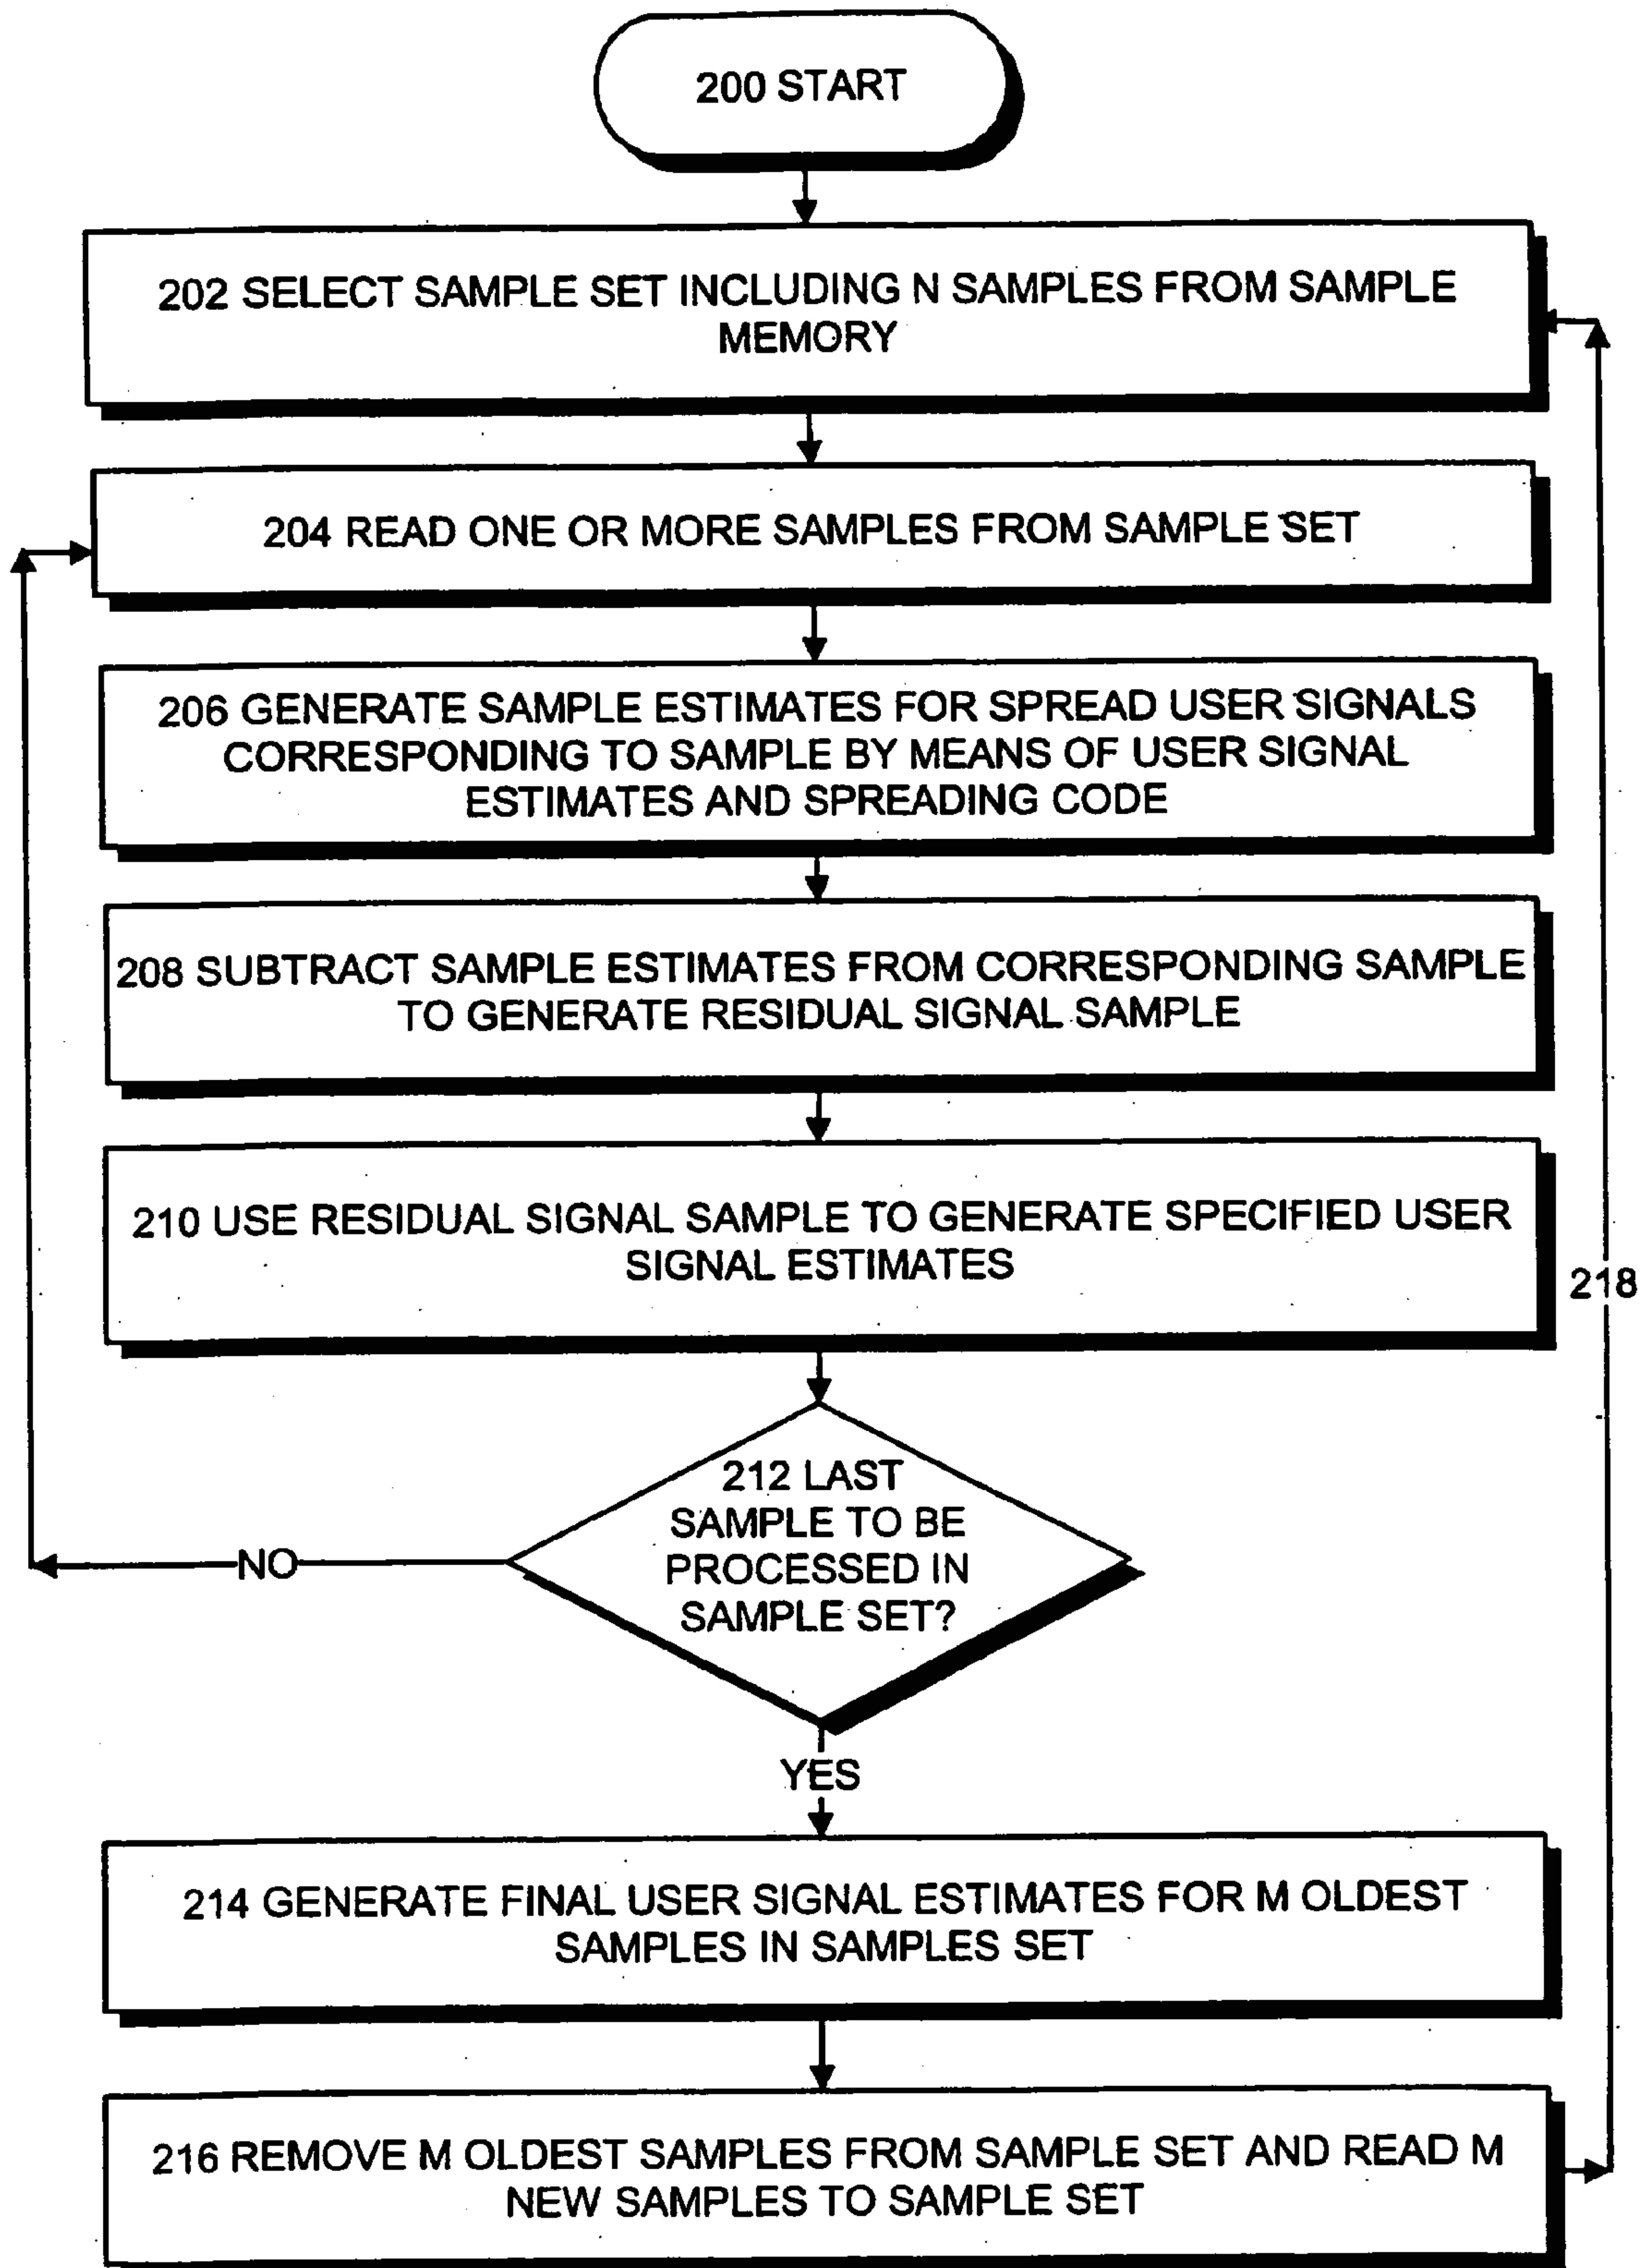 200 START
202 SELECT SAMPLE SET INCLUDING N SAMPLES FROM SAMPLE
MEMORY
204 READ ONE OR MORE SAMPLES FROM SAMPLE SET
206 GENERATE SAMPLE ESTIMATES FOR SPREAD USER SIGNALS
CORRESPONDING TO SAMPLE BY MEANS OF USER SIGNAL
ESTIMATES AND SPREADING CODE
208 SUBTRACT SAMPLE ESTIMATES FROM CORRESPONDING SAMPLE
TO GENERATE RESIDUAL SIGNAL SAMPLE
210 USE RESIDUAL SIGNAL SAMPLE TO GENERATE SPECIFIED USER
SIGNAL ESTIMATES
218
212 LAST
SAMPLE TO BE
PROCESSED IN
SAMPLE SET?
NO
YES
214 GENERATE FINAL USER SIGNAL ESTIMATES FOR M OLDEST
SAMPLES IN SAMPLES SET
216 REMOVE M OLDEST SAMPLES FROM SAMPLE SET AND READ M
NEW SAMPLES TO SAMPLE SET